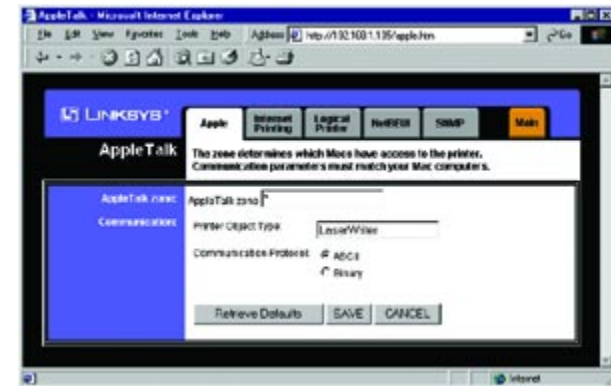 AppleTalk - Microsoft Internet Explorer
File Edit View Favorites Tools Help Address http://192.168.1.105/apple.htm Go
LINKSYS Apple Internet Printing Logical Printer NetBEUI SNMP Main
AppleTalk
The zone determines which Macs have access to the printer.
Communication parameters must match your Mac computers.
AppleTalk zone: AppleTalk zone *
Communication: Printer Object Type: LaserWriter
Communication Protocol: ASCII
Binary
Retrieve Defaults SAVE CANCEL
Internet